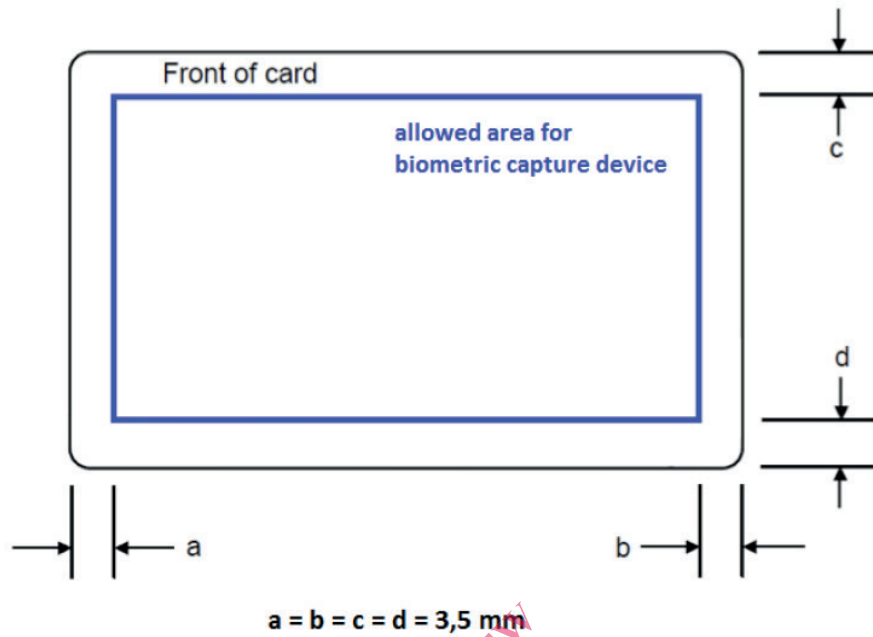 Front of card
allowed area for
biometric capture device
c
d
a
b
a = b = c = d = 3,5 mm